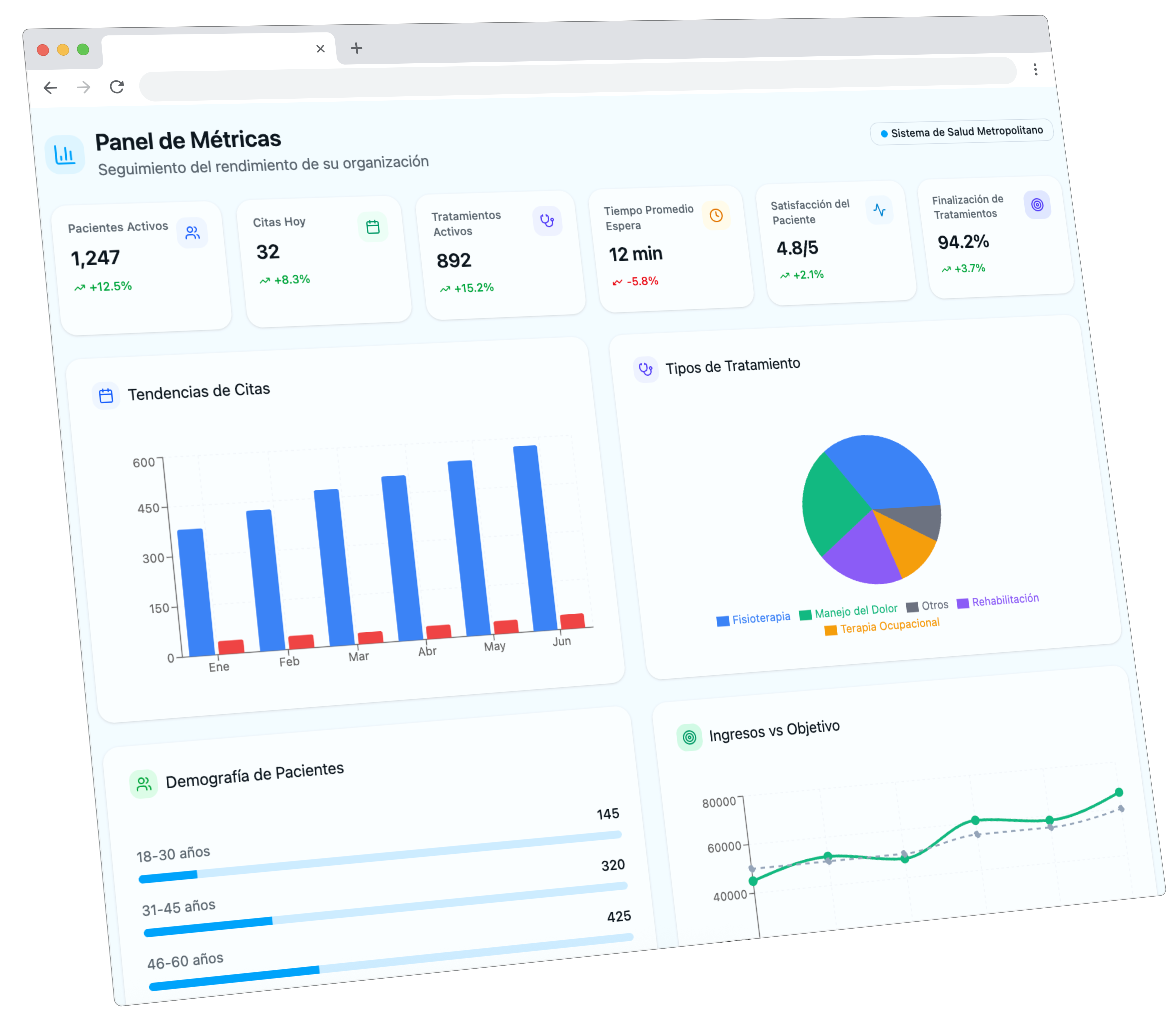 Panel de Métricas
Seguimiento del rendimiento de su organización
Sistema de Salud Metropolitano
Pacientes Activos
1,247
+12.5%
Citas Hoy
32
+8.3%
Tratamientos
Activos
892
+15.2%
Tiempo Promedio
Espera
12 min
-5.8%
Satisfacción del
Paciente
4.8/5
+2.1%
Finalización de
Tratamientos
94.2%
+3.7%
Tendencias de Citas
600
450
300
150
0
Ene
Feb
Mar
Abr
May
Jun
Tipos de Tratamiento
Fisioterapia
Manejo del Dolor
Otros
Rehabilitación
Terapia Ocupacional
Demografía de Pacientes
18-30 años
145
31-45 años
320
46-60 años
425
Ingresos vs Objetivo
80000
60000
40000